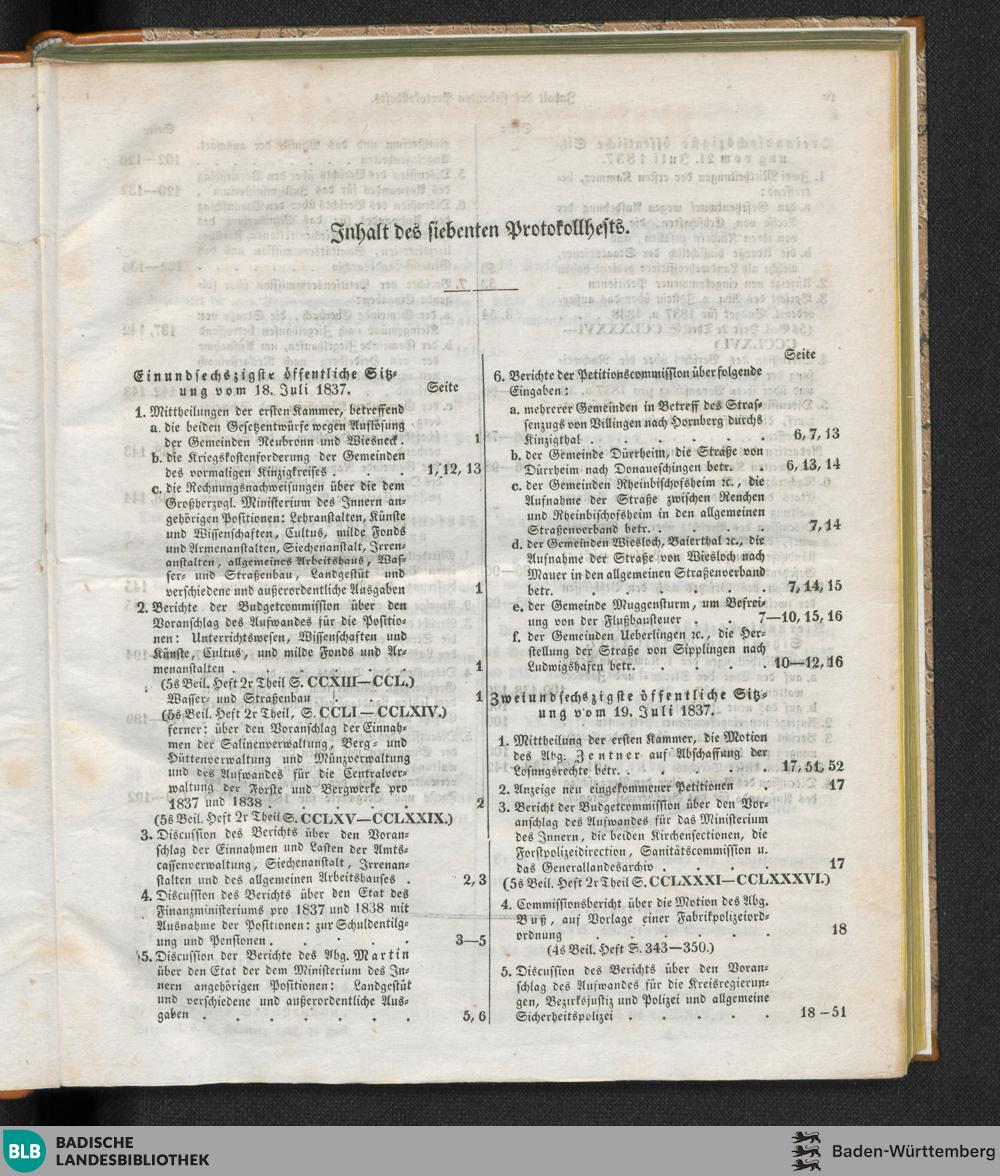 Inhalt des siebenten Protokollhefts.
Einundsechszigste öffentliche Sitz-
ung vom 18. Juli 1837.
Seite
1. Mittheilungen der ersten Kammer, betreffend
a. die beiden Gesetzentwürfe wegen Auflösung
der Gemeinden Neubronn und Wiesneck . 1
b. die Kriegskostenforderung der Gemeinden
des vormaligen Kinzigkreises . . . . 1, 12, 13
c. die Rechnungsnachweisungen über die dem
Großherzogl. Ministerium des Innern an-
gehörigen Positionen: Lehranstalten, Künste
und Wissenschaften, Cultus, milde Fonds
und Armenanstalten, Siechenanstalt, Irren-
anstalten, allgemeines Arbeitshaus, Was-
ser- und Straßenbau, Landgestüt und
verschiedene und außerordentliche Ausgaben 1
2. Berichte der Budgetcommission über den
Voranschlag des Aufwandes für die Positio-
nen: Unterrichtswesen, Wissenschaften und
Künste, Cultus, und milde Fonds und Ar-
menanstalten . . . . . . . 1
(5s Beil. Heft 2r Theil S. CCXIII—CCL.)
Wasser- und Straßenbau . . . . 1
(5s Beil. Heft 2r Theil, S. CCLI—CCLXIV.)
ferner: über den Voranschlag der Einnah-
men der Salinenverwaltung, Berg- und
Hüttenverwaltung und Münzverwaltung
und des Aufwandes für die Centralver-
waltung der Forste und Bergwerke pro
1837 und 1838 . . . . . . 2
(5s Beil. Heft 2r Theil S. CCLXV—CCLXXIX.)
3. Discussion des Berichts über den Voran-
schlag der Einnahmen und Lasten der Amts-
cassenverwaltung, Siechenanstalt, Irrenan-
stalten und des allgemeinen Arbeitshauses . 2, 3
4. Discussion des Berichts über den Etat des
Finanzministeriums pro 1837 und 1838 mit
Ausnahme der Positionen: zur Schuldentilg-
ung und Pensionen . . . . . . 3—5
5. Discussion der Berichte des Abg. Martin
über den Etat der dem Ministerium des In-
nern angehörigen Positionen: Landgestüt
und verschiedene und außerordentliche Aus-
gaben . . . . . . . 5, 6
Seite
6. Berichte der Petitionscommission über folgende
Eingaben:
a. mehrerer Gemeinden in Betreff des Stras-
senzugs von Villingen nach Hornberg durchs
Kinzigthal . . . . . . . 6, 7, 13
b. der Gemeinde Dürrheim, die Straße von
Dürrheim nach Donaueschingen betr. . . 6, 13, 14
c. der Gemeinden Rheinbischofsheim ꝛc., die
Aufnahme der Straße zwischen Renchen
und Rheinbischofsheim in den allgemeinen
Straßenverband betr. . . . . . 7, 14
d. der Gemeinden Wiesloch, Baierthal ꝛc., die
Aufnahme der Straße von Wiesloch nach
Mauer in den allgemeinen Straßenverband
betr. . . . . . . . . 7, 14, 15
e. der Gemeinde Muggensturm, um Befrei-
ung von der Flußbausteuer . . . 7—10, 15, 16
f. der Gemeinden Ueberlingen ꝛc., die Her-
stellung der Straße von Sipplingen nach
Ludwigshafen betr. . . . . . 10—12, 16
Zweiundsechszigste öffentliche Sitz-
ung vom 19. Juli 1837.
1. Mittheilung der ersten Kammer, die Motion
des Abg. Zentner auf Abschaffung der
Losungsrechte betr. . . . . . . 17, 51, 52
2. Anzeige neu eingekommener Petitionen . 17
3. Bericht der Budgetcommission über den Vor-
anschlag des Aufwandes für das Ministerium
des Innern, die beiden Kirchensectionen, die
Forstpolizeidirection, Sanitätscommission u.
das Generallandesarchiv . . . . . 17
(5s Beil. Heft 2r Theil S. CCLXXXI—CCLXXXVI.)
4. Commissionsbericht über die Motion des Abg.
Buß, auf Vorlage einer Fabrikpolizeiord-
ordnung . . . . . . . 18
(4s Beil. Heft S. 343—350.)
5. Discussion des Berichts über den Voran-
schlag des Aufwandes für die Kreisregierun-
gen, Bezirksjustiz und Polizei und allgemeine
Sicherheitspolizei . . . . . 18—51
BLB
BADISCHE
LANDESBIBLIOTHEK
Baden-Württemberg